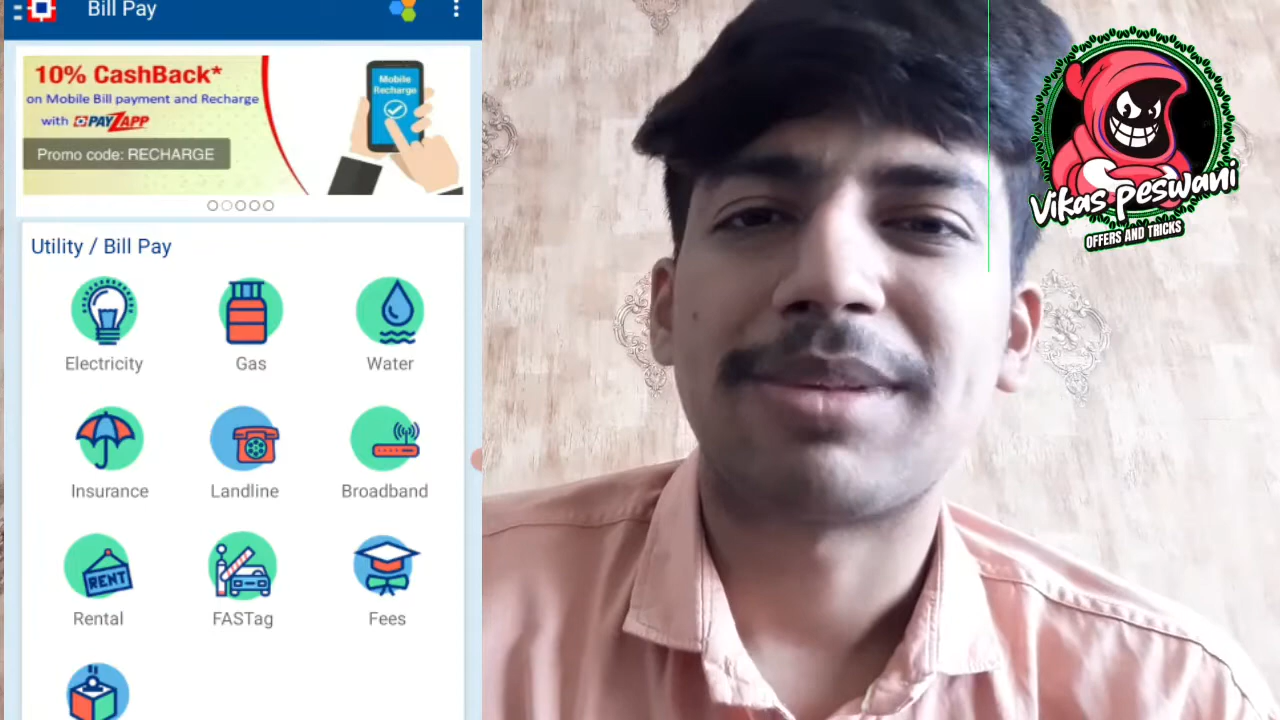 Bill Pay
10% CashBack*
on Mobile Bill payment and Recharge
with PAYZAPP
Promo code: RECHARGE
Mobile
Recharge
Utility / Bill Pay
Electricity
Gas
Water
Insurance
Landline
Broadband
RENT
Rental
FASTag
Fees
Vikas Peswani
OFFERS AND TRICKS